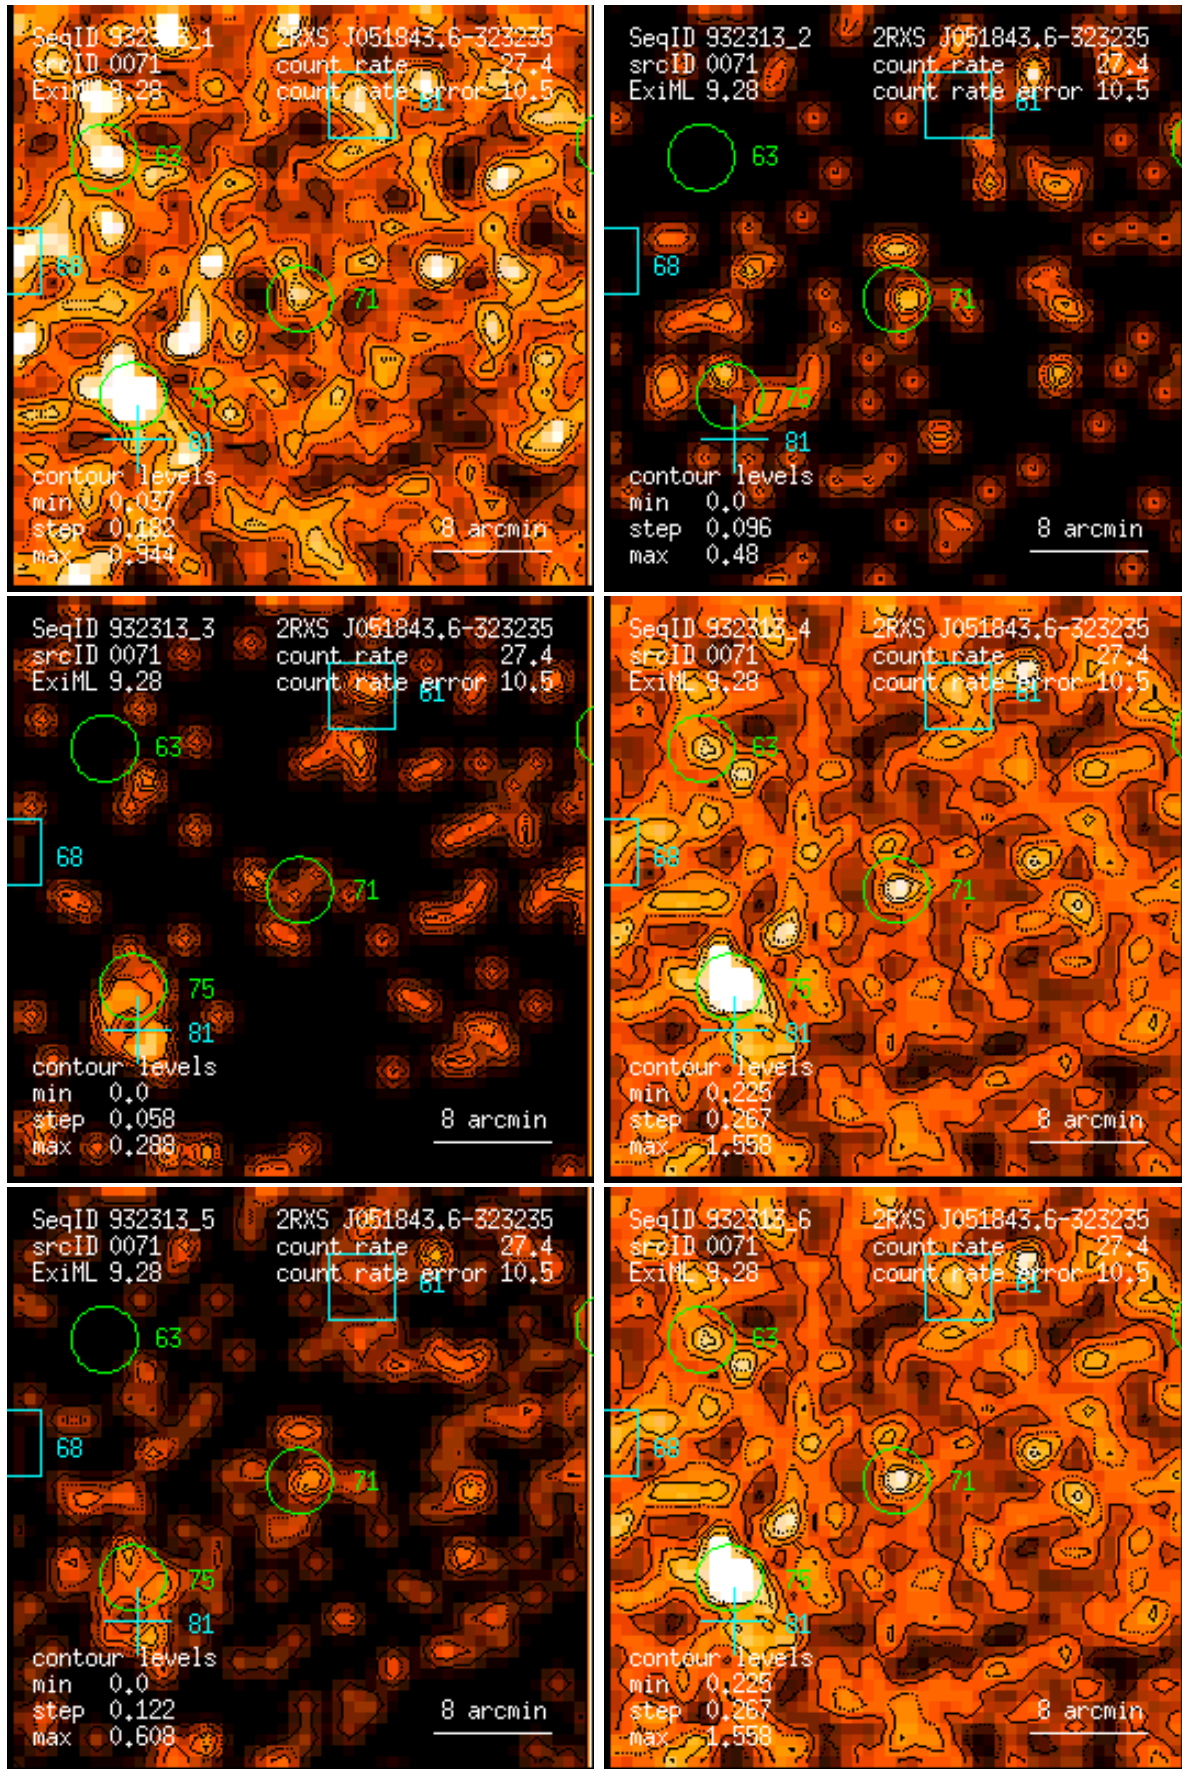 SeqID 932313_1 2RXS J051843.6-323235
srcID 0071 count rate 27.4
ExiML 9.28 count rate error 10.5
61
63
68
71
75
81
contour levels
min 0.037
step 0.182
max 0.944
8 arcmin
SeqID 932313_2 2RXS J051843.6-323235
srcID 0071 count rate 27.4
ExiML 9.28 count rate error 10.5
61
63
68
71
75
81
contour levels
min 0.0
step 0.096
max 0.48
8 arcmin
SeqID 932313_3 2RXS J051843.6-323235
srcID 0071 count rate 27.4
ExiML 9.28 count rate error 10.5
61
63
68
71
75
81
contour levels
min 0.0
step 0.058
max 0.288
8 arcmin
SeqID 932313_4 2RXS J051843.6-323235
srcID 0071 count rate 27.4
ExiML 9.28 count rate error 10.5
61
63
68
71
75
81
contour levels
min 0.225
step 0.267
max 1.558
8 arcmin
SeqID 932313_5 2RXS J051843.6-323235
srcID 0071 count rate 27.4
ExiML 9.28 count rate error 10.5
61
63
68
71
75
81
contour levels
min 0.0
step 0.122
max 0.608
8 arcmin
SeqID 932313_6 2RXS J051843.6-323235
srcID 0071 count rate 27.4
ExiML 9.28 count rate error 10.5
61
63
68
71
75
81
contour levels
min 0.225
step 0.267
max 1.558
8 arcmin